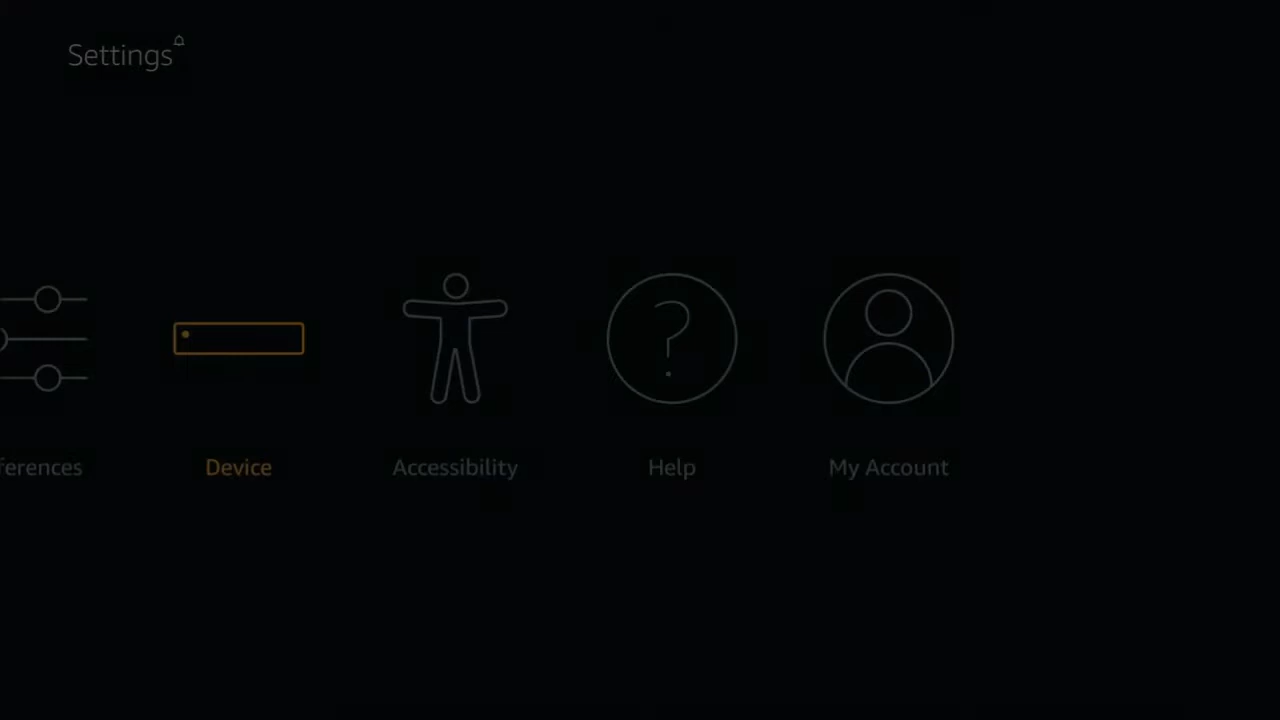 Settings
ferences
Device
Accessibility
Help
My Account